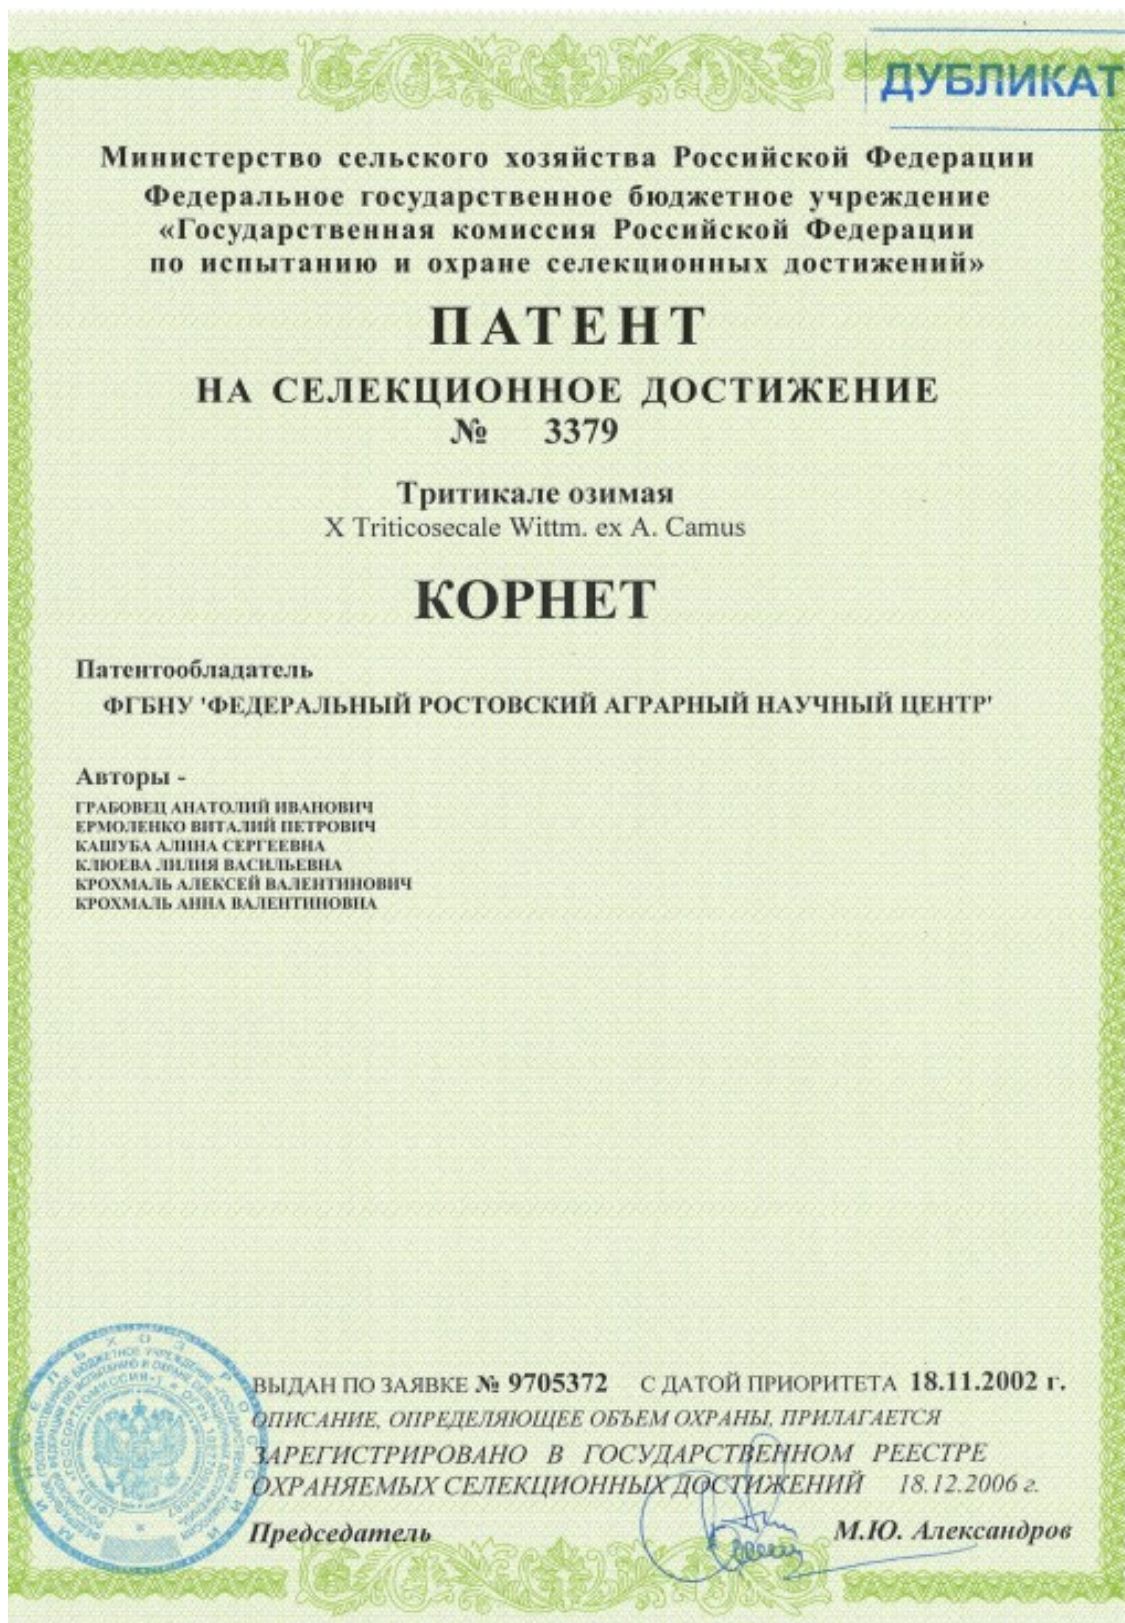 ДУБЛИКАТ
Министерство сельского хозяйства Российской Федерации
Федеральное государственное бюджетное учреждение
«Государственная комиссия Российской Федерации
по испытанию и охране селекционных достижений»
ПАТЕНТ
НА СЕЛЕКЦИОННОЕ ДОСТИЖЕНИЕ
№ 3379
Тритикале озимая
X Triticosecale Wittm. ex A. Camus
КОРНЕТ
Патентообладатель
ФГБНУ 'ФЕДЕРАЛЬНЫЙ РОСТОВСКИЙ АГРАРНЫЙ НАУЧНЫЙ ЦЕНТР'
Авторы -
ГРАБОВЕЦ АНАТОЛИЙ ИВАНОВИЧ
ЕРМОЛЕНКО ВИТАЛИЙ ПЕТРОВИЧ
КАШУБА АЛИНА СЕРГЕЕВНА
КЛЮЕВА ЛИЛИЯ ВАСИЛЬЕВНА
КРОХМАЛЬ АЛЕКСЕЙ ВАЛЕНТИНОВИЧ
КРОХМАЛЬ АННА ВАЛЕНТИНОВНА
ВЫДАН ПО ЗАЯВКЕ № 9705372 С ДАТОЙ ПРИОРИТЕТА 18.11.2002 г.
ОПИСАНИЕ, ОПРЕДЕЛЯЮЩЕЕ ОБЪЕМ ОХРАНЫ, ПРИЛАГАЕТСЯ
ЗАРЕГИСТРИРОВАНО В ГОСУДАРСТВЕННОМ РЕЕСТРЕ
ОХРАНЯЕМЫХ СЕЛЕКЦИОННЫХ ДОСТИЖЕНИЙ 18.12.2006 г.
Председатель М.Ю. Александров